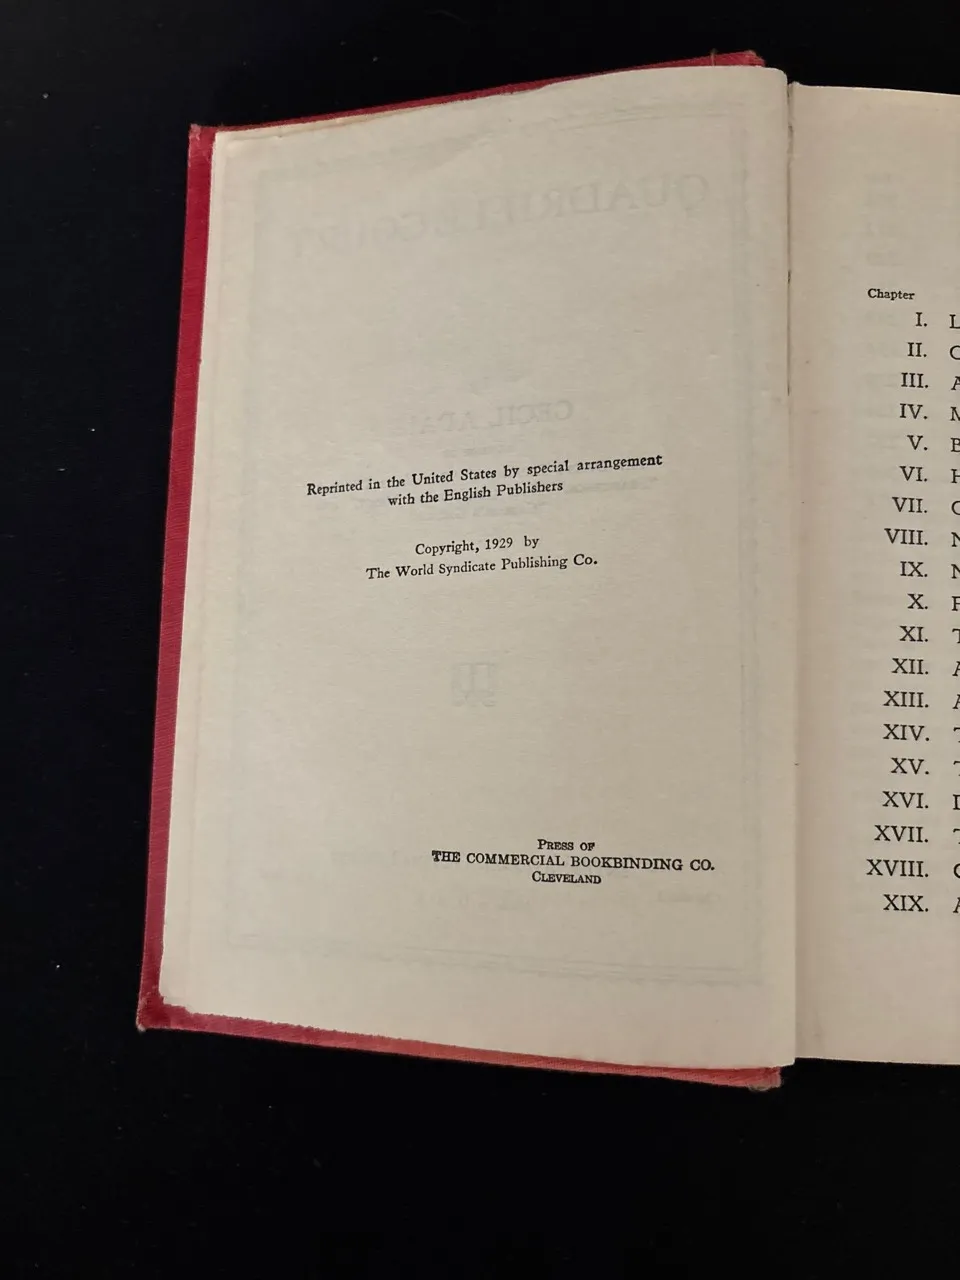 Reprinted in the United States by special arrangement
with the English Publishers
Copyright, 1929 by
The World Syndicate Publishing Co.
PRESS OF
THE COMMERCIAL BOOKBINDING CO.
CLEVELAND
Chapter
I.
II.
III.
IV.
V.
VI.
VII.
VIII.
IX.
X.
XI.
XII.
XIII.
XIV.
XV.
XVI.
XVII.
XVIII.
XIX.